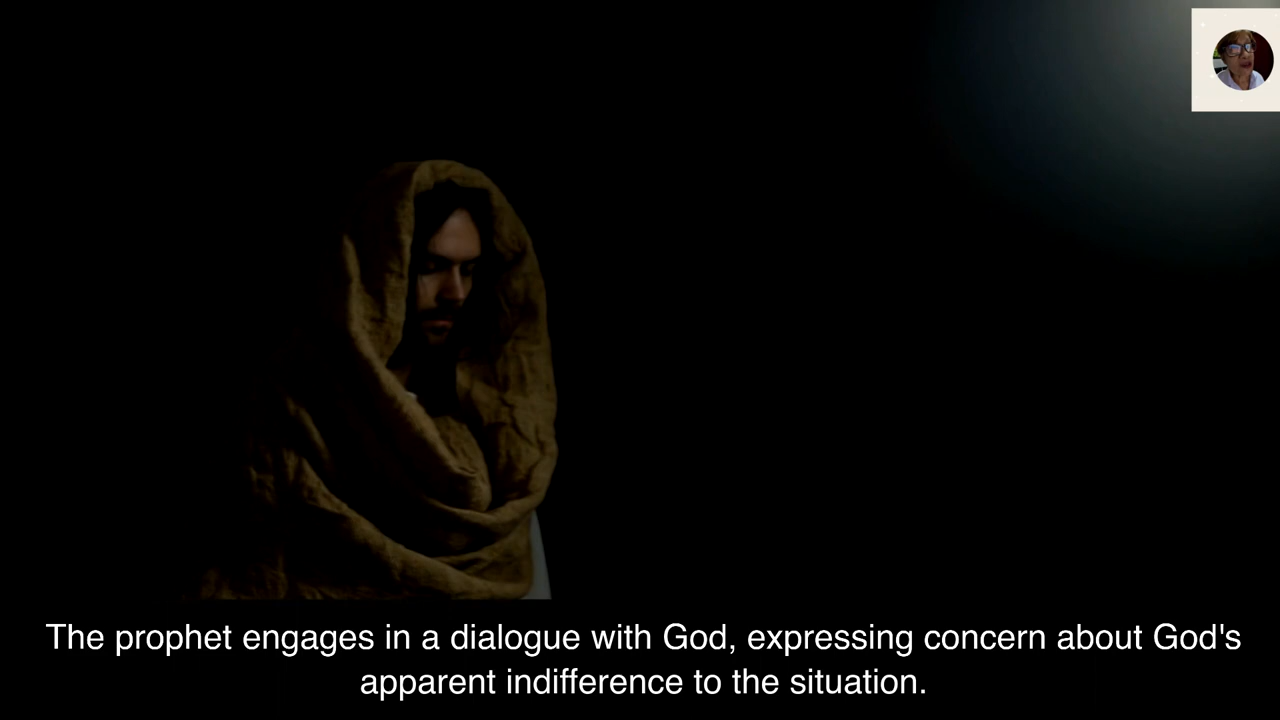 The prophet engages in a dialogue with God, expressing concern about God's
apparent indifference to the situation.